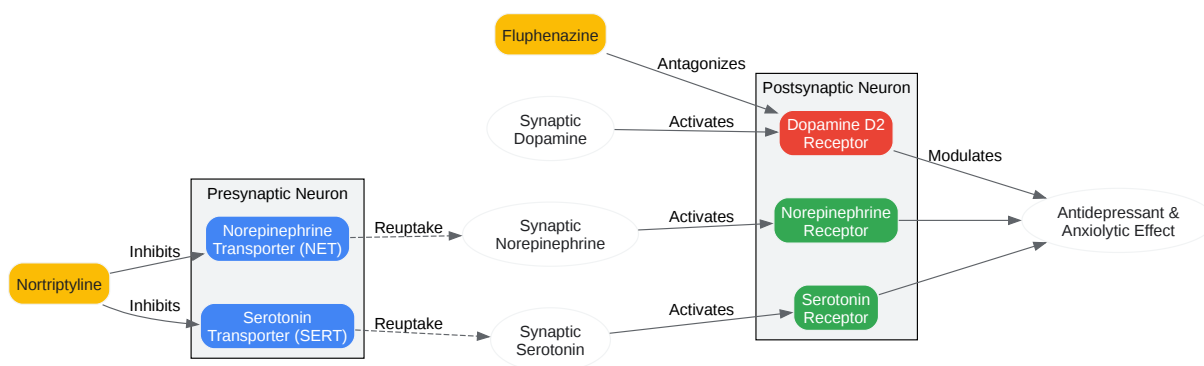 Fluphenazine
Antagonizes
Postsynaptic Neuron
Synaptic
Dopamine
Activates
Dopamine D2
Receptor
Modulates
Presynaptic Neuron
Norepinephrine
Transporter (NET)
Reuptake
Synaptic
Norepinephrine
Activates
Norepinephrine
Receptor
Antidepressant &
Anxiolytic Effect
Inhibits
Nortriptyline
Inhibits
Serotonin
Transporter (SERT)
Reuptake
Synaptic
Serotonin
Activates
Serotonin
Receptor